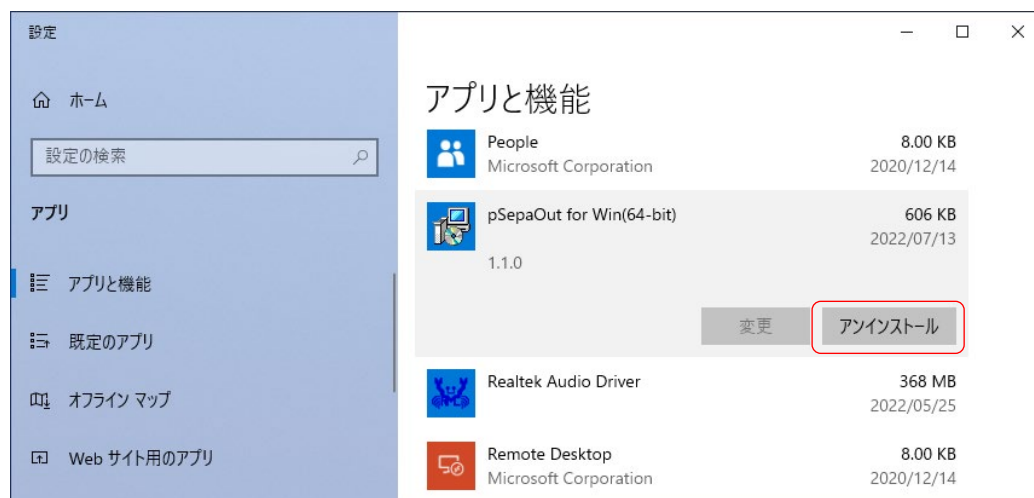 設定
ホーム
設定の検索
アプリ
アプリと機能
既定のアプリ
オフライン マップ
Web サイト用のアプリ
アプリと機能
People
8.00 KB
Microsoft Corporation
2020/12/14
pSepaOut for Win(64-bit)
606 KB
2022/07/13
1.1.0
変更
アンインストール
Realtek Audio Driver
368 MB
2022/05/25
Remote Desktop
8.00 KB
Microsoft Corporation
2020/12/14